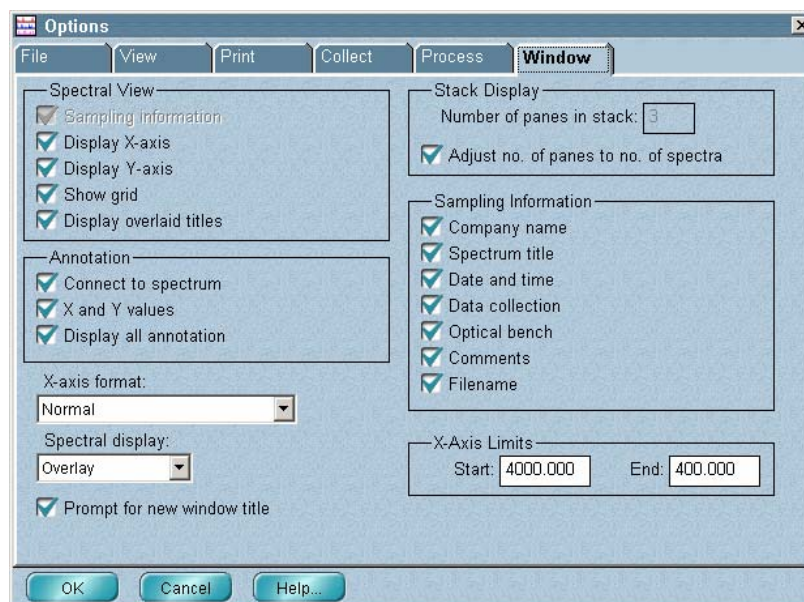 Options
File View Print Collect Process Window
Spectral View
Sampling information
Display X-axis
Display Y-axis
Show grid
Display overlaid titles
Annotation
Connect to spectrum
X and Y values
Display all annotation
X-axis format:
Normal
Spectral display:
Overlay
Prompt for new window title
Stack Display
Number of panes in stack: 3
Adjust no. of panes to no. of spectra
Sampling Information
Company name
Spectrum title
Date and time
Data collection
Optical bench
Comments
Filename
X-Axis Limits
Start: 4000.000 End: 400.000
OK Cancel Help...